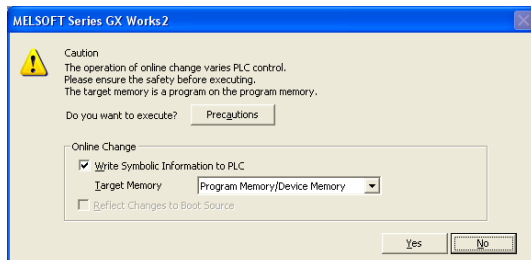 MELSOFT Series GX Works2
Caution
The operation of online change varies PLC control.
Please ensure the safety before executing.
The target memory is a program on the program memory.
Do you want to execute? Precautions
Online Change
Write Symbolic Information to PLC
Target Memory Program Memory/Device Memory
Reflect Changes to Boot Source
Yes No